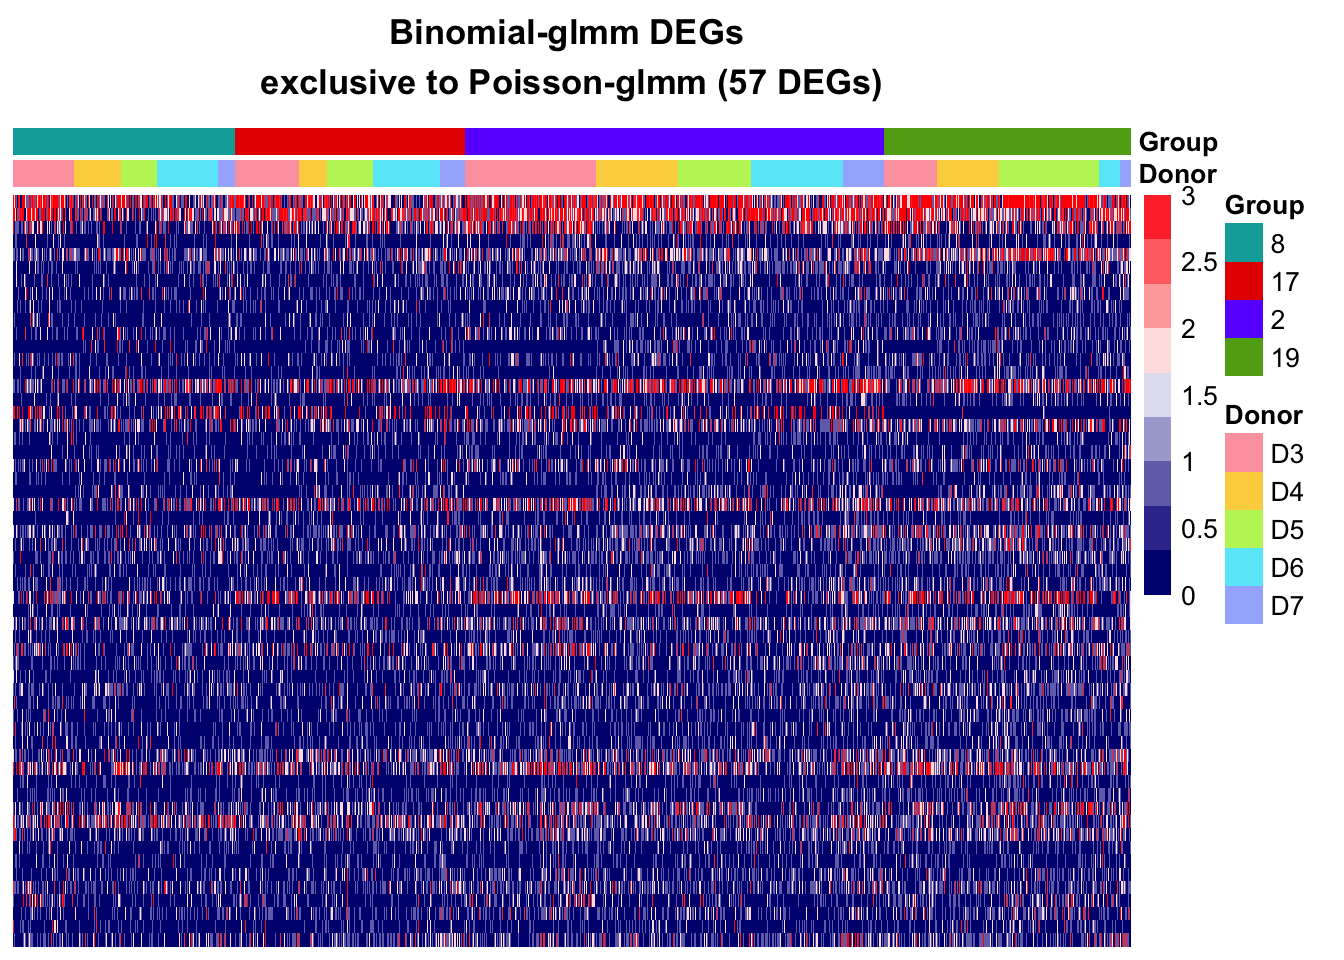 Binomial-glmm DEGs
exclusive to Poisson-glmm (57 DEGs)
Group
Donor
3
2.5
2
1.5
1
0.5
0
Group
8
17
2
19
Donor
D3
D4
D5
D6
D7